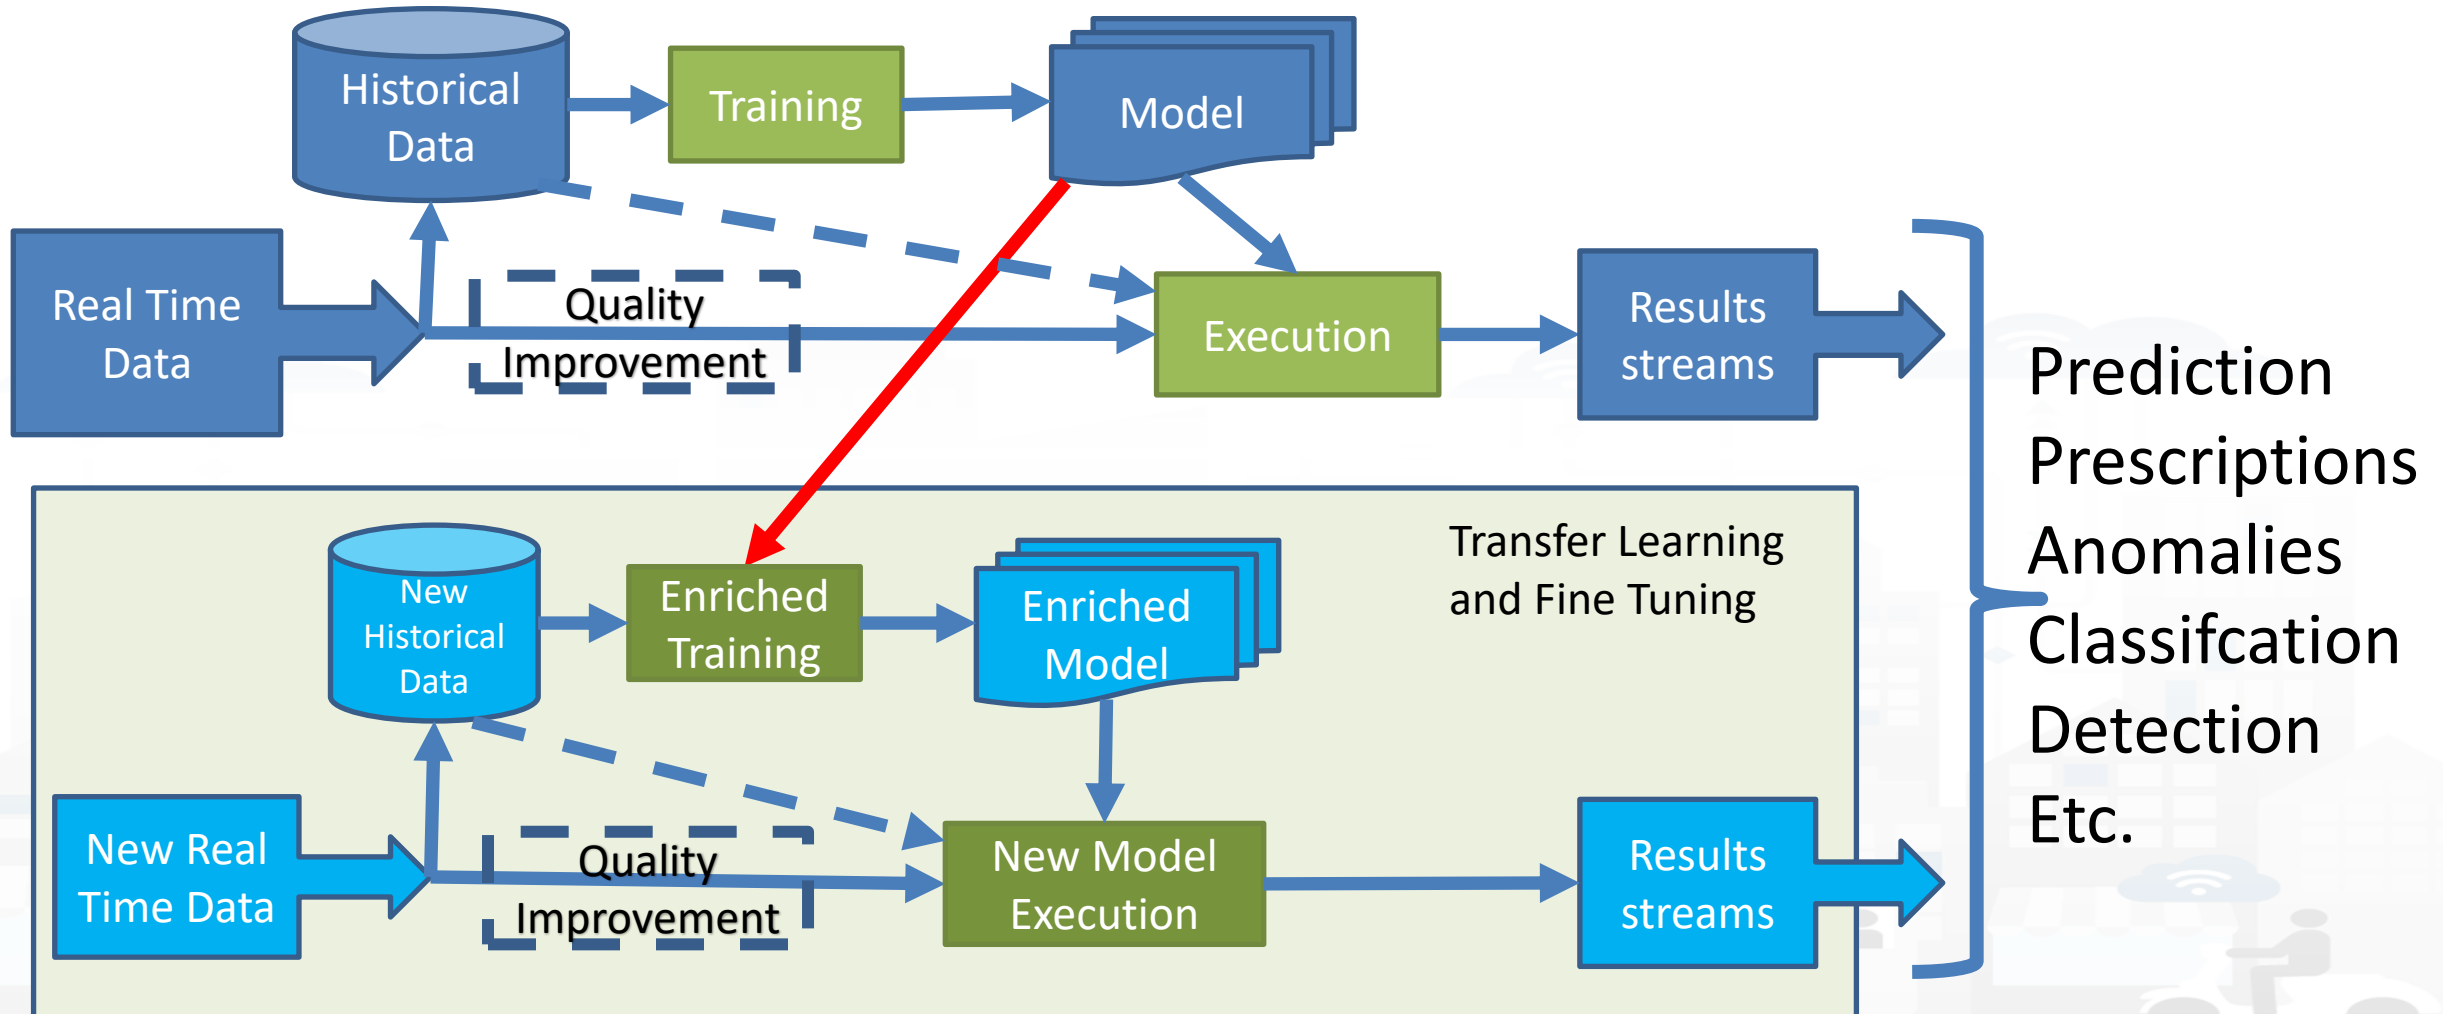 Historical
Data
Training
Model
Real Time
Data
Quality
Improvement
Execution
Results
streams
Transfer Learning
and Fine Tuning
New
Historical
Data
Enriched
Training
Enriched
Model
New Real
Time Data
Quality
Improvement
New Model
Execution
Results
streams
Prediction
Prescriptions
Anomalies
Classifcation
Detection
Etc.